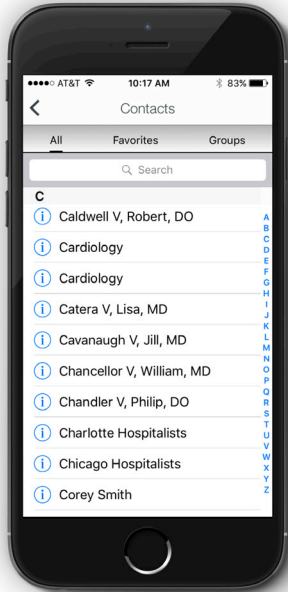 AT&T 10:17 AM 83%
Contacts
All Favorites Groups
Search
C
Caldwell V, Robert, DO
Cardiology
Cardiology
Catera V, Lisa, MD
Cavanaugh V, Jill, MD
Chancellor V, William, MD
Chandler V, Philip, DO
Charlotte Hospitalists
Chicago Hospitalists
Corey Smith
A
B
C
D
E
F
G
H
I
J
K
L
M
N
O
P
Q
R
S
T
U
V
W
X
Y
Z